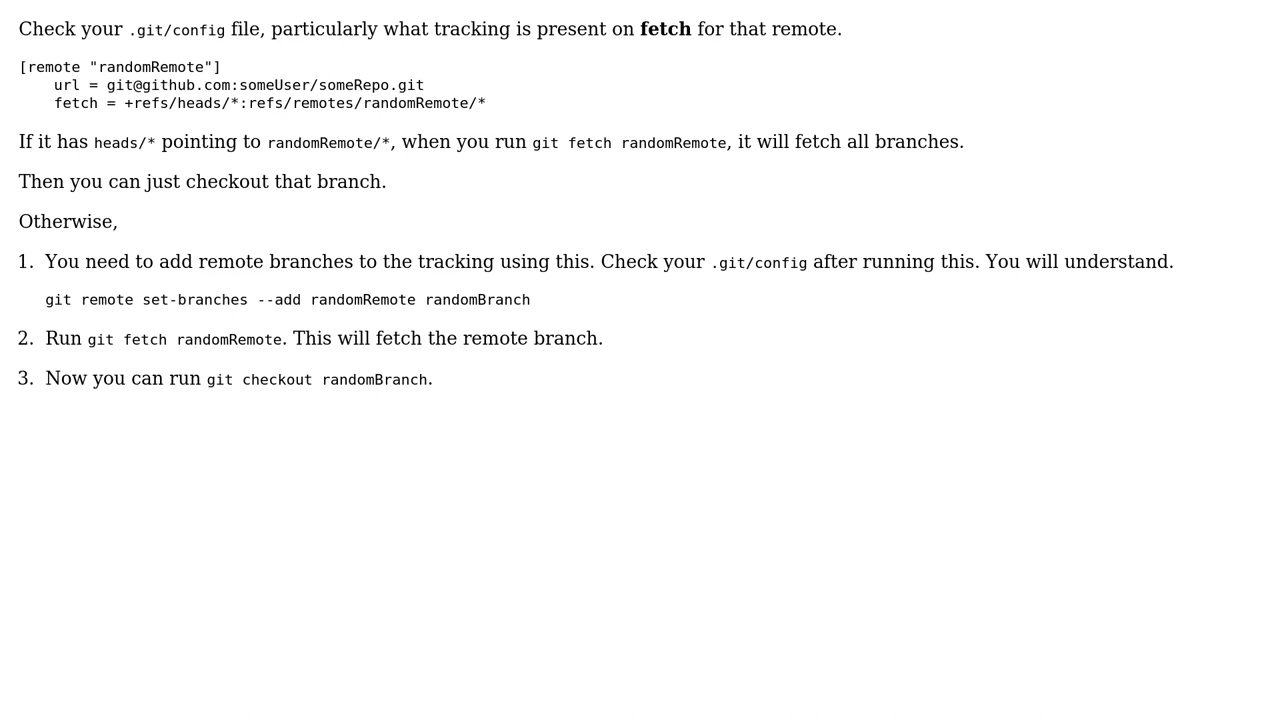 Check your .git/config file, particularly what tracking is present on fetch for that remote.
[remote "randomRemote"]
    url = git@github.com:someUser/someRepo.git
    fetch = +refs/heads/*:refs/remotes/randomRemote/*
If it has heads/* pointing to randomRemote/*, when you run git fetch randomRemote, it will fetch all branches.
Then you can just checkout that branch.
Otherwise,
1. You need to add remote branches to the tracking using this. Check your .git/config after running this. You will understand.
git remote set-branches --add randomRemote randomBranch
2. Run git fetch randomRemote. This will fetch the remote branch.
3. Now you can run git checkout randomBranch.